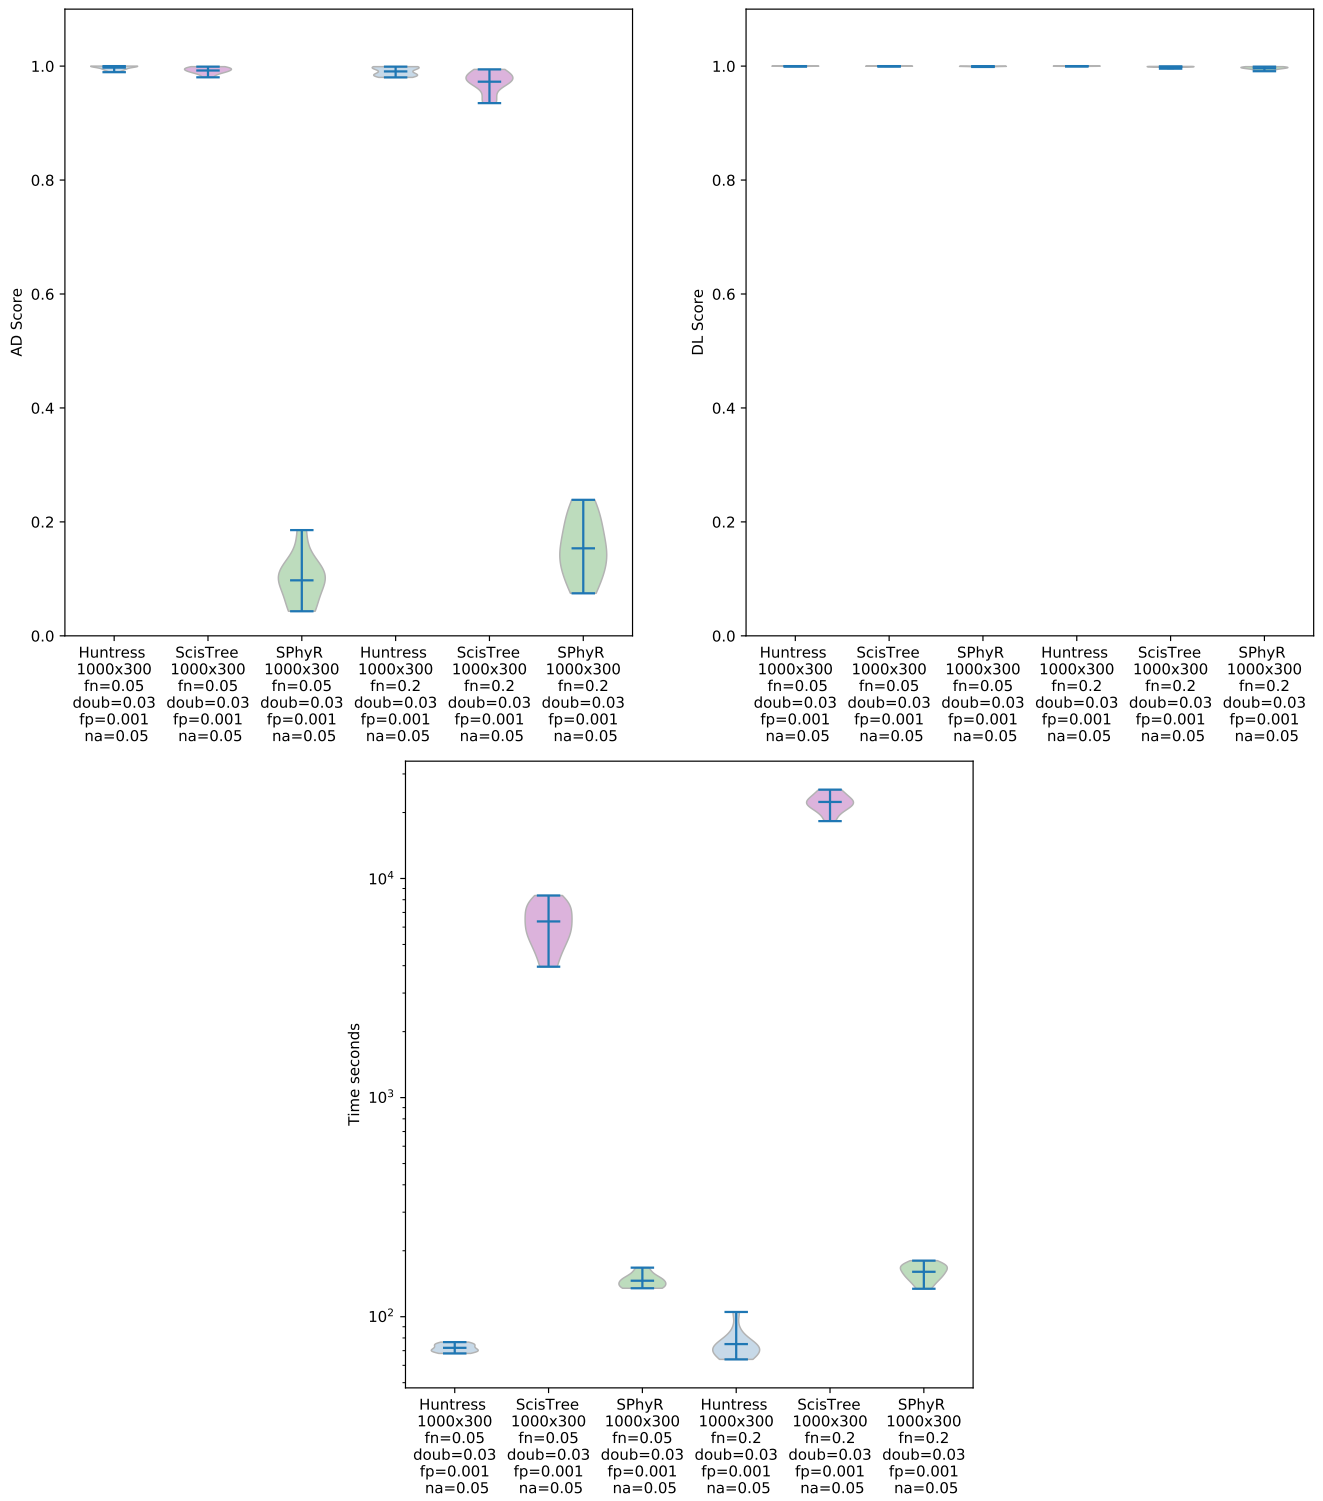 AD Score
1.0
0.8
0.6
0.4
0.2
0.0
Huntress ScisTree SPhyR Huntress ScisTree SPhyR
1000x300 1000x300 1000x300 1000x300 1000x300 1000x300
fn=0.05 fn=0.05 fn=0.05 fn=0.2 fn=0.2 fn=0.2
doub=0.03 doub=0.03 doub=0.03 doub=0.03 doub=0.03 doub=0.03
fp=0.001 fp=0.001 fp=0.001 fp=0.001 fp=0.001 fp=0.001
na=0.05 na=0.05 na=0.05 na=0.05 na=0.05 na=0.05
DL Score
1.0
0.8
0.6
0.4
0.2
0.0
Huntress ScisTree SPhyR Huntress ScisTree SPhyR
1000x300 1000x300 1000x300 1000x300 1000x300 1000x300
fn=0.05 fn=0.05 fn=0.05 fn=0.2 fn=0.2 fn=0.2
doub=0.03 doub=0.03 doub=0.03 doub=0.03 doub=0.03 doub=0.03
fp=0.001 fp=0.001 fp=0.001 fp=0.001 fp=0.001 fp=0.001
na=0.05 na=0.05 na=0.05 na=0.05 na=0.05 na=0.05
Time seconds
10⁴
10³
10²
Huntress ScisTree SPhyR Huntress ScisTree SPhyR
1000x300 1000x300 1000x300 1000x300 1000x300 1000x300
fn=0.05 fn=0.05 fn=0.05 fn=0.2 fn=0.2 fn=0.2
doub=0.03 doub=0.03 doub=0.03 doub=0.03 doub=0.03 doub=0.03
fp=0.001 fp=0.001 fp=0.001 fp=0.001 fp=0.001 fp=0.001
na=0.05 na=0.05 na=0.05 na=0.05 na=0.05 na=0.05